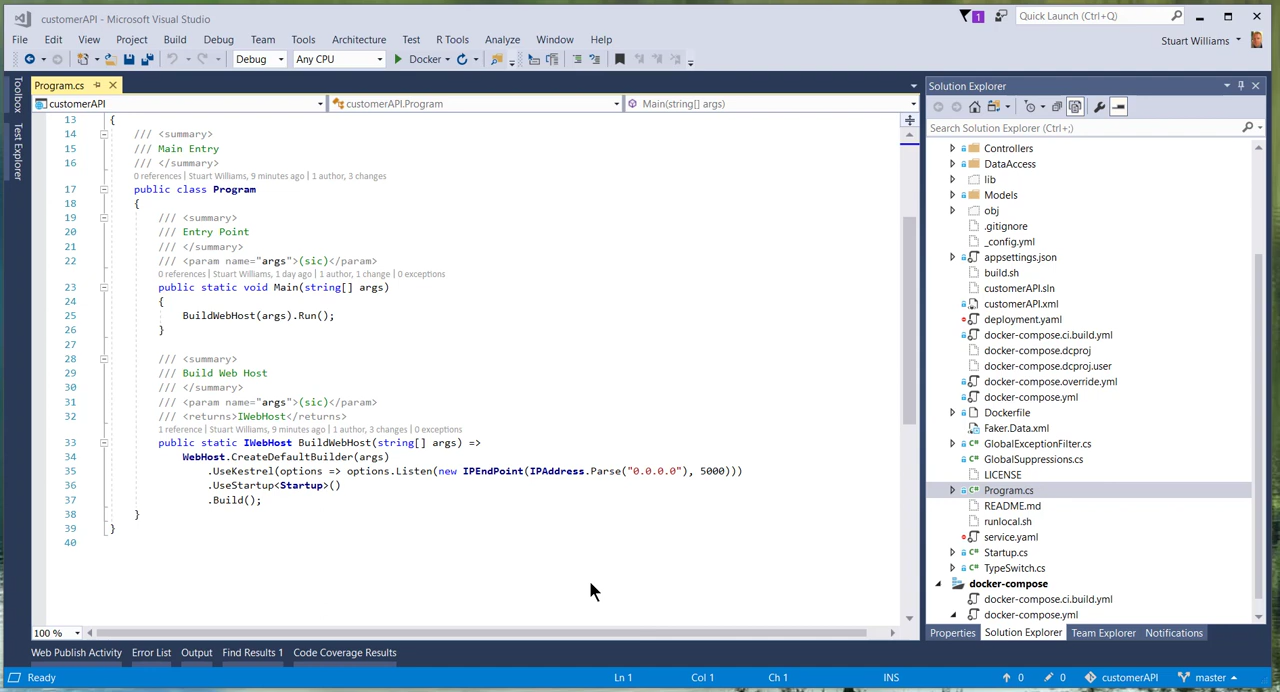 customerAPI - Microsoft Visual Studio
1
Quick Launch (Ctrl+Q)
File Edit View Project Build Debug Team Tools Architecture Test R Tools Analyze Window Help
Stuart Williams
Debug Any CPU Docker
Toolbox
Test Explorer
Program.cs
customerAPI customerAPI.Program Main(string[] args)
13 {
14 /// <summary>
15 /// Main Entry
16 /// </summary>
0 references | Stuart Williams, 9 minutes ago | 1 author, 3 changes
17 public class Program
18 {
19 /// <summary>
20 /// Entry Point
21 /// </summary>
22 /// <param name="args">(sic)</param>
0 references | Stuart Williams, 1 day ago | 1 author, 1 change | 0 exceptions
23 public static void Main(string[] args)
24 {
25 BuildWebHost(args).Run();
26 }
27
28 /// <summary>
29 /// Build Web Host
30 /// </summary>
31 /// <param name="args">(sic)</param>
32 /// <returns>IWebHost</returns>
1 reference | Stuart Williams, 9 minutes ago | 1 author, 3 changes | 0 exceptions
33 public static IWebHost BuildWebHost(string[] args) =>
34 WebHost.CreateDefaultBuilder(args)
35 .UseKestrel(options => options.Listen(new IPEndPoint(IPAddress.Parse("0.0.0.0"), 5000)))
36 .UseStartup<Startup>()
37 .Build();
38 }
39 }
40
100 %
Solution Explorer
Search Solution Explorer (Ctrl+;)
Controllers
DataAccess
lib
Models
obj
.gitignore
_config.yml
appsettings.json
build.sh
customerAPI.sln
customerAPI.xml
deployment.yaml
docker-compose.ci.build.yml
docker-compose.dcproj
docker-compose.dcproj.user
docker-compose.override.yml
docker-compose.yml
Dockerfile
Faker.Data.xml
GlobalExceptionFilter.cs
GlobalSuppressions.cs
LICENSE
Program.cs
README.md
runlocal.sh
service.yaml
Startup.cs
TypeSwitch.cs
docker-compose
docker-compose.ci.build.yml
docker-compose.yml
Properties Solution Explorer Team Explorer Notifications
Web Publish Activity Error List Output Find Results 1 Code Coverage Results
Ready Ln 1 Col 1 Ch 1 INS 0 0 customerAPI master